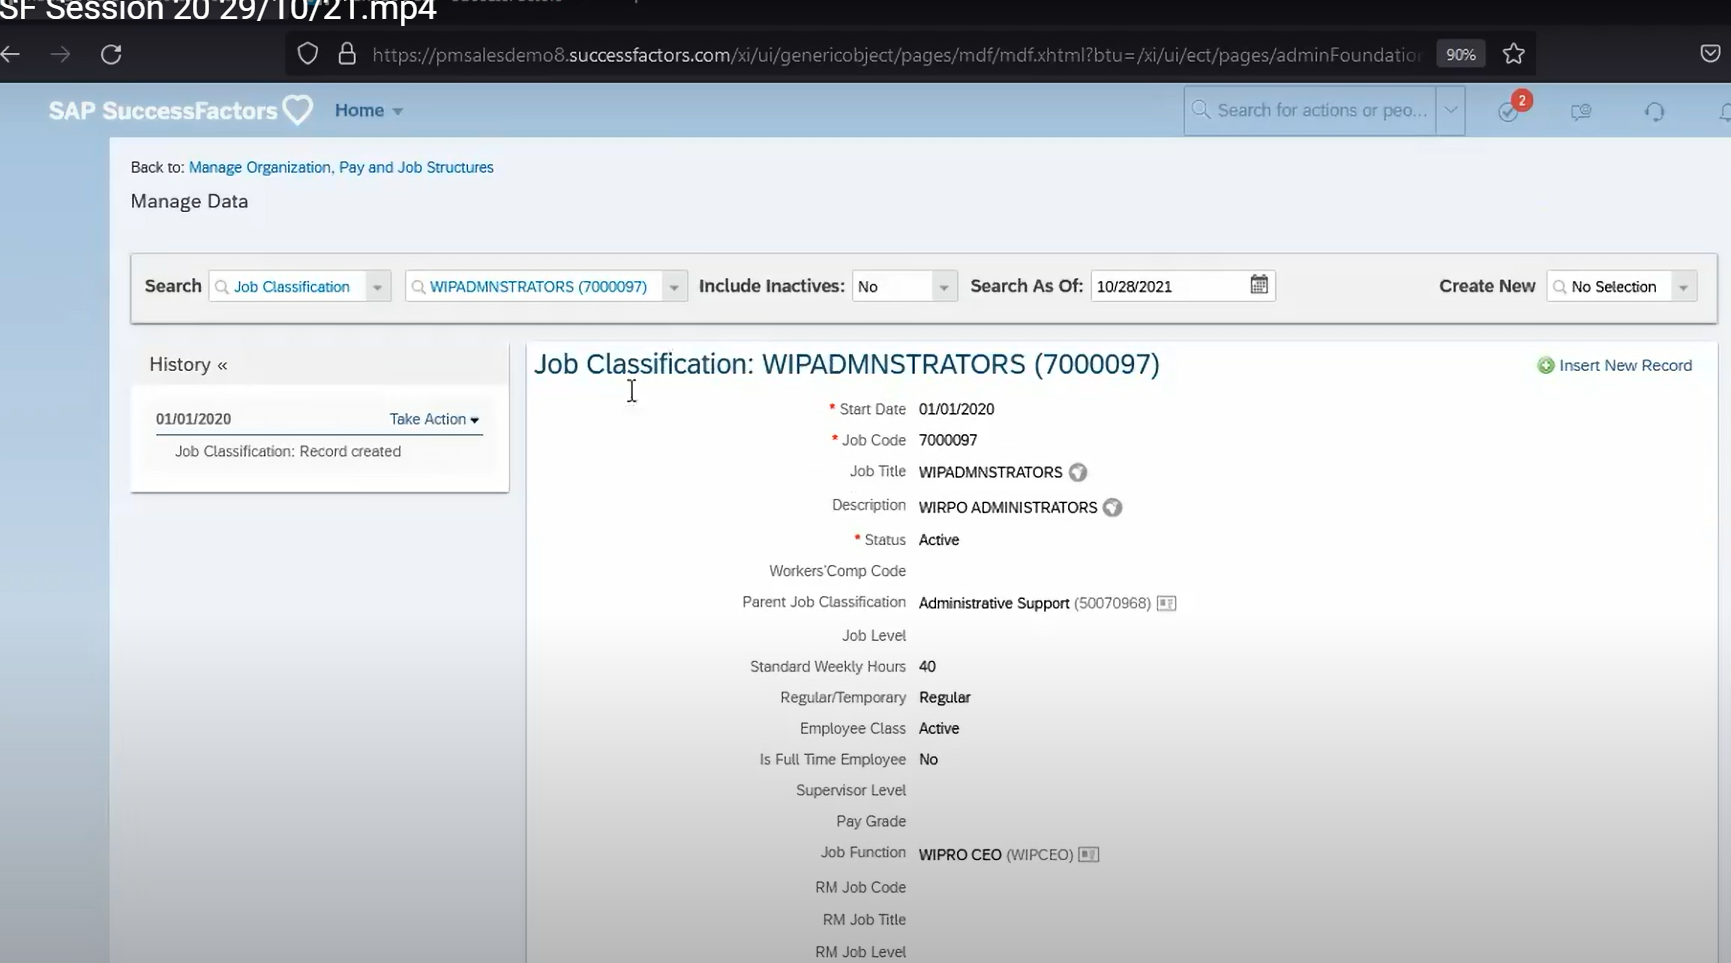 SF Session 20 29/10/21.mp4
https://pmsalesdemo8.successfactors.com/xi/ui/genericobject/pages/mdf/mdf.xhtml?btu=/xi/ui/ect/pages/adminFoundation
90%
SAP SuccessFactors
Home
Search for actions or peo...
2
Back to: Manage Organization, Pay and Job Structures
Manage Data
Search Job Classification WIPADMNSTRATORS (7000097) Include Inactives: No Search As Of: 10/28/2021 Create New No Selection
History «
01/01/2020 Take Action
Job Classification: Record created
Job Classification: WIPADMNSTRATORS (7000097)
Insert New Record
* Start Date 01/01/2020
* Job Code 7000097
Job Title WIPADMNSTRATORS
Description WIRPO ADMINISTRATORS
* Status Active
Workers'Comp Code
Parent Job Classification Administrative Support (50070968)
Job Level
Standard Weekly Hours 40
Regular/Temporary Regular
Employee Class Active
Is Full Time Employee No
Supervisor Level
Pay Grade
Job Function WIPRO CEO (WIPCEO)
RM Job Code
RM Job Title
RM Job Level